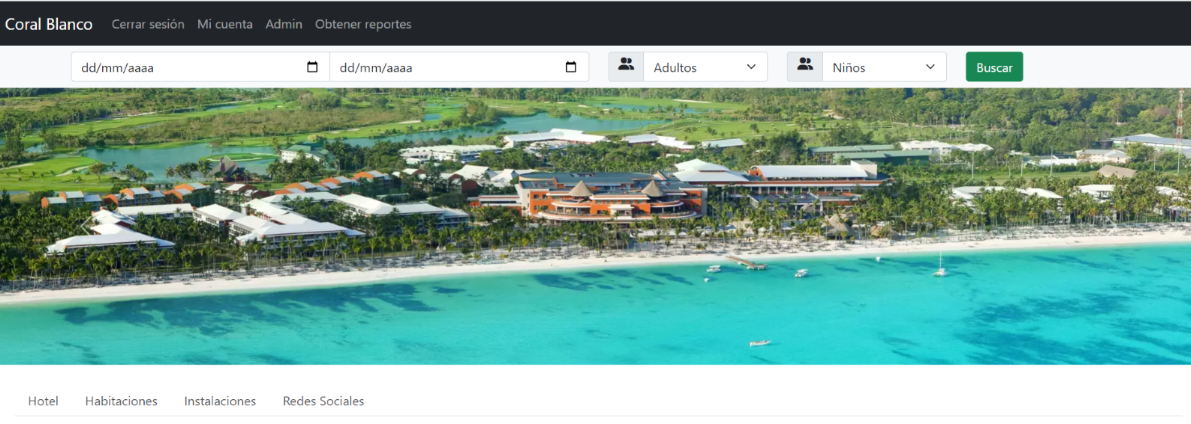 Coral Blanco Cerrar sesión Mi cuenta Admin Obtener reportes
dd/mm/aaaa dd/mm/aaaa Adultos Niños Buscar
Hotel Habitaciones Instalaciones Redes Sociales